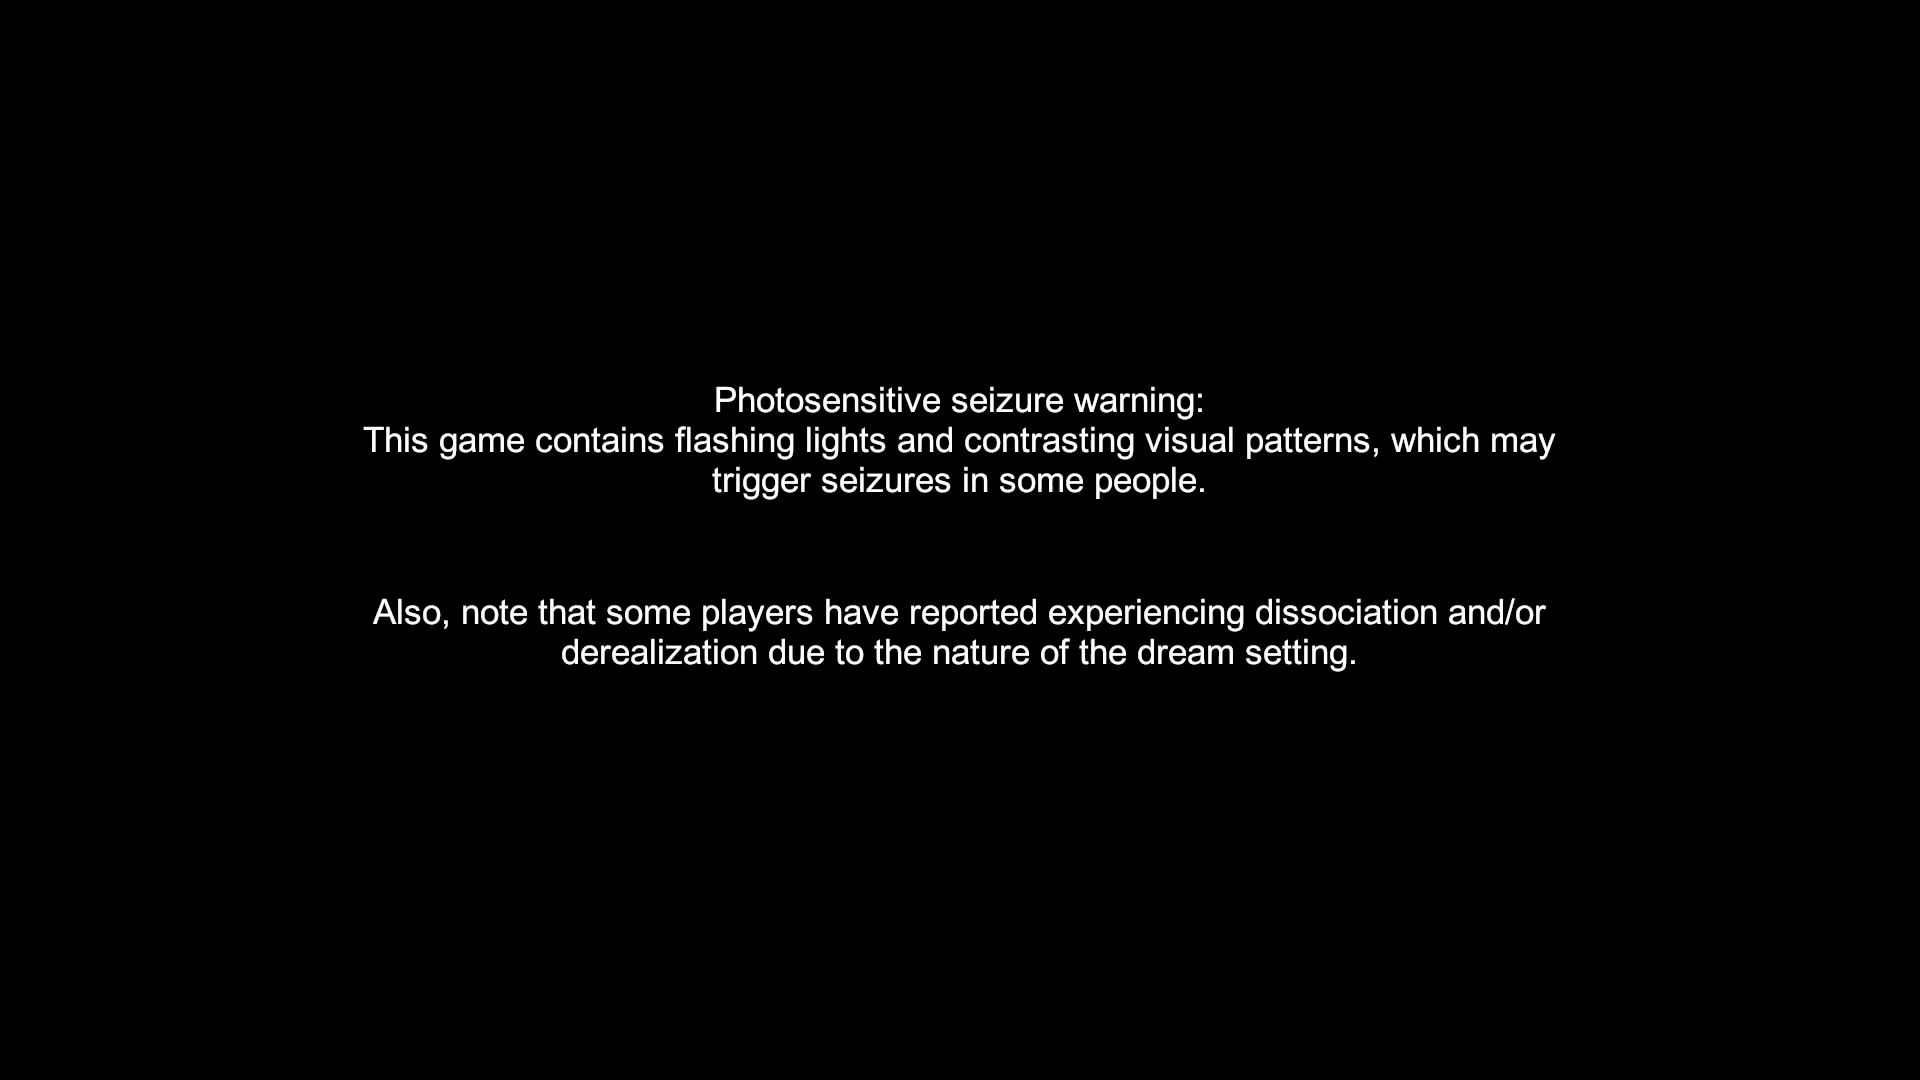 Photosensitive seizure warning:
This game contains flashing lights and contrasting visual patterns, which may
trigger seizures in some people.
Also, note that some players have reported experiencing dissociation and/or
derealization due to the nature of the dream setting.